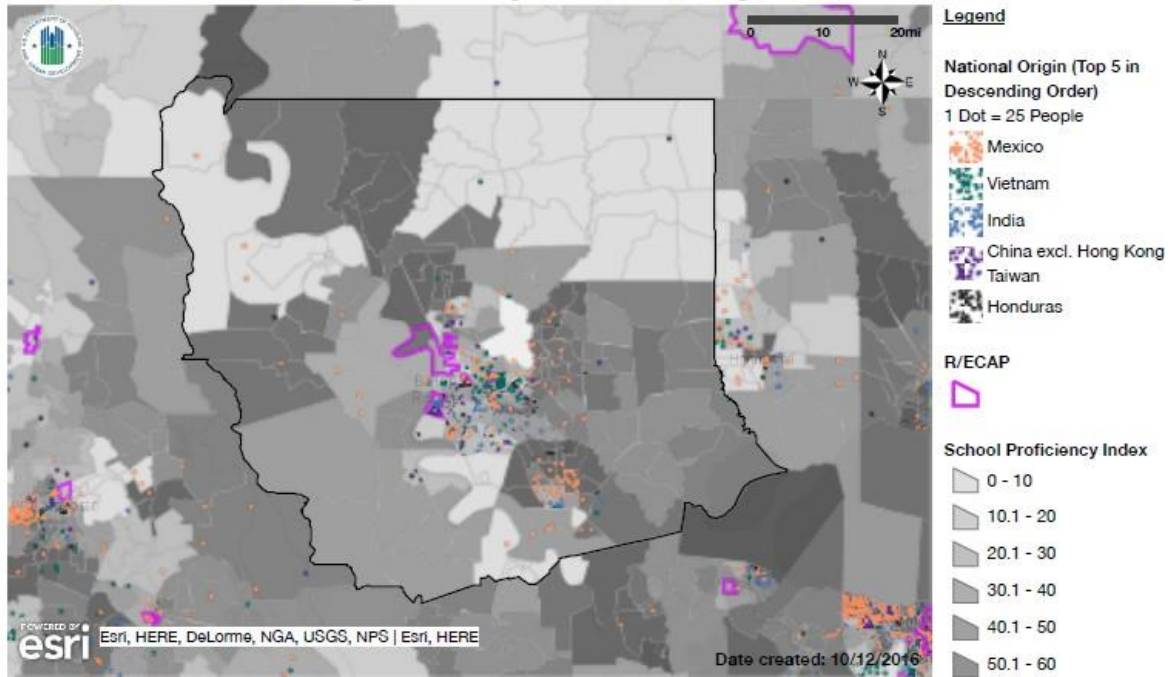 0 10 20mi
N
W E
S
POWERED BY
esri
Esri, HERE, DeLorme, NGA, USGS, NPS | Esri, HERE
Date created: 10/12/2016
Legend
National Origin (Top 5 in
Descending Order)
1 Dot = 25 People
Mexico
Vietnam
India
China excl. Hong Kong
Taiwan
Honduras
R/ECAP
School Proficiency Index
0 - 10
10.1 - 20
20.1 - 30
30.1 - 40
40.1 - 50
50.1 - 60